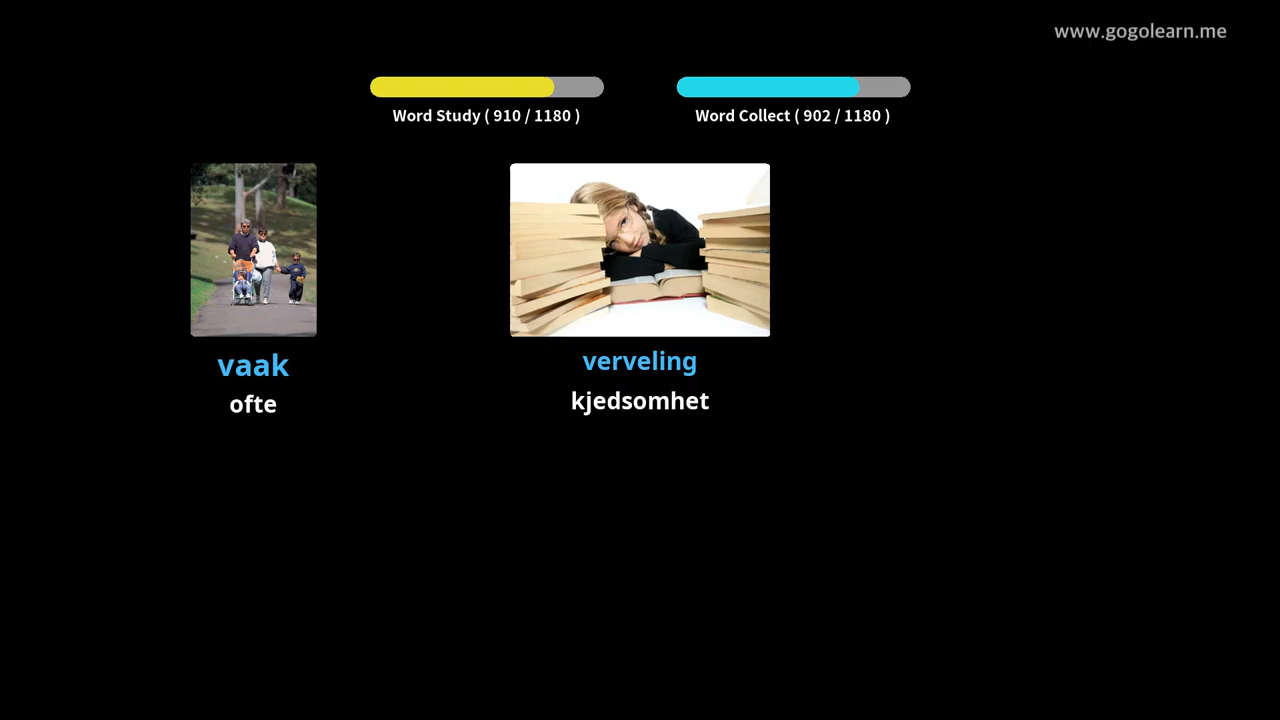 www.gogolearn.me
Word Study ( 910 / 1180 )
Word Collect ( 902 / 1180 )
vaak
ofte
verveling
kjedsomhet